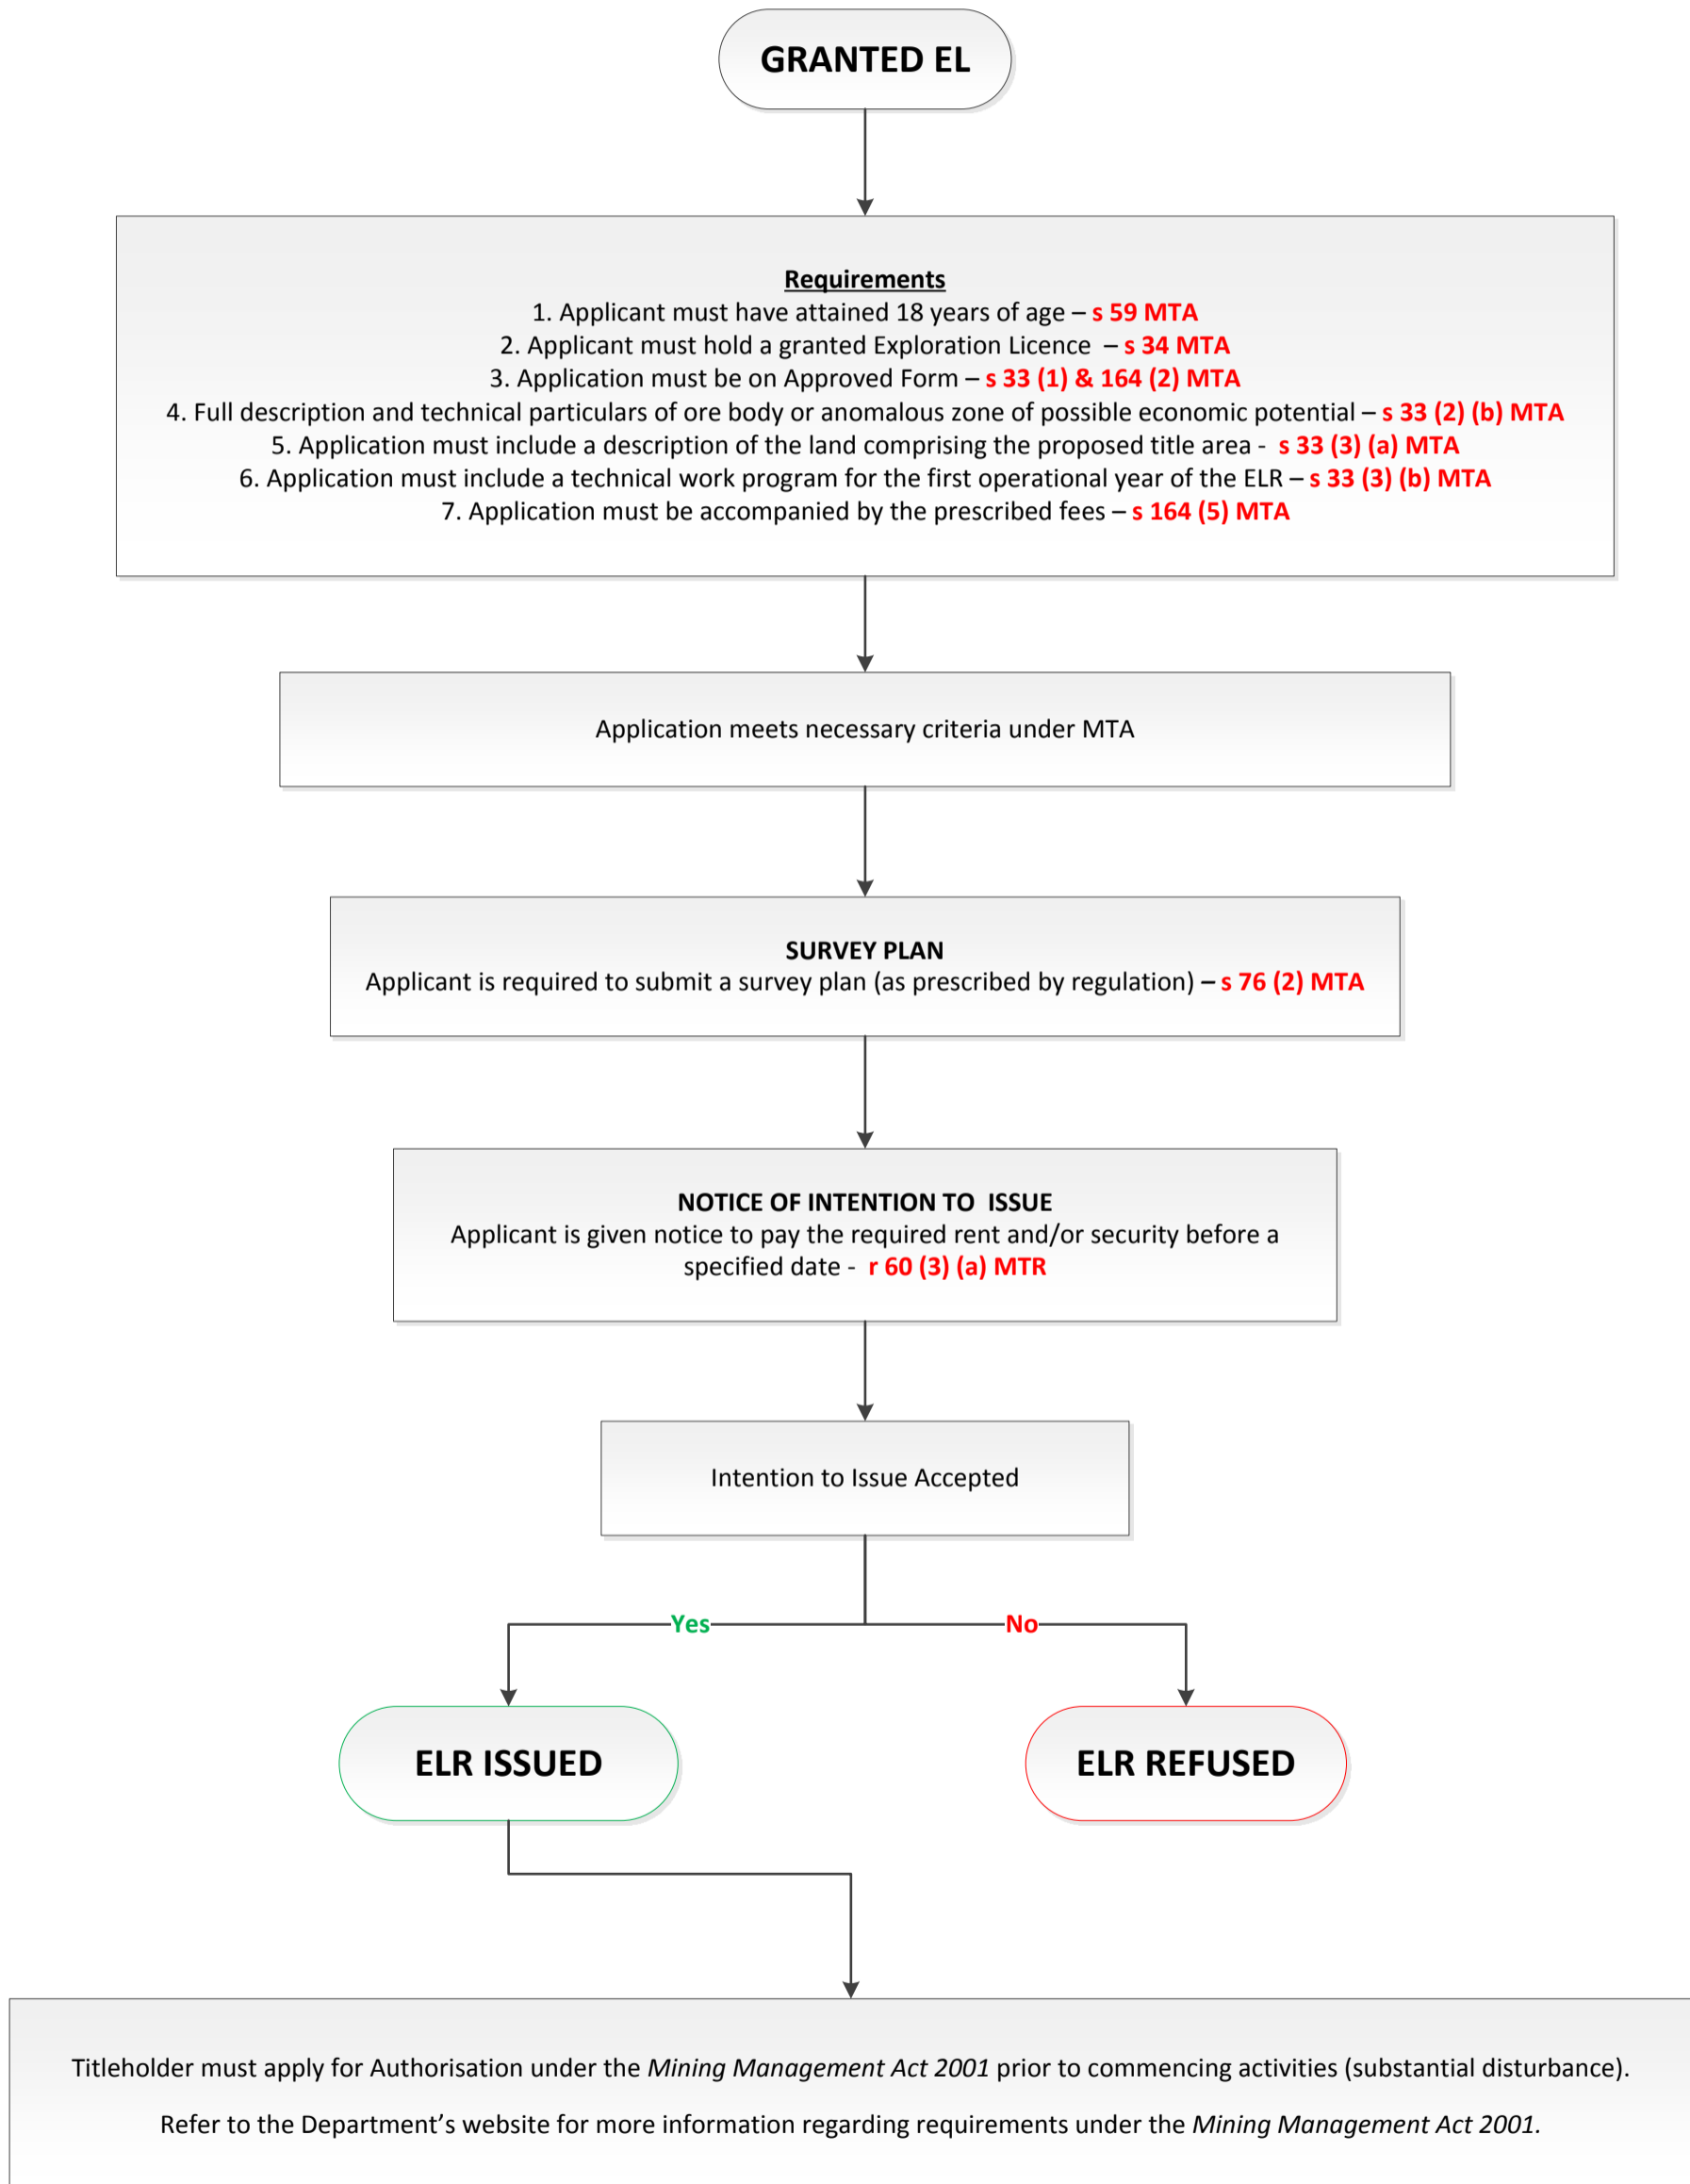 GRANTED EL
Requirements
1. Applicant must have attained 18 years of age – s 59 MTA
2. Applicant must hold a granted Exploration Licence – s 34 MTA
3. Application must be on Approved Form – s 33 (1) & 164 (2) MTA
4. Full description and technical particulars of ore body or anomalous zone of possible economic potential – s 33 (2) (b) MTA
5. Application must include a description of the land comprising the proposed title area - s 33 (3) (a) MTA
6. Application must include a technical work program for the first operational year of the ELR – s 33 (3) (b) MTA
7. Application must be accompanied by the prescribed fees – s 164 (5) MTA
Application meets necessary criteria under MTA
SURVEY PLAN
Applicant is required to submit a survey plan (as prescribed by regulation) – s 76 (2) MTA
NOTICE OF INTENTION TO ISSUE
Applicant is given notice to pay the required rent and/or security before a
specified date - r 60 (3) (a) MTR
Intention to Issue Accepted
Yes No
ELR ISSUED
ELR REFUSED
Titleholder must apply for Authorisation under the Mining Management Act 2001 prior to commencing activities (substantial disturbance).
Refer to the Department’s website for more information regarding requirements under the Mining Management Act 2001.